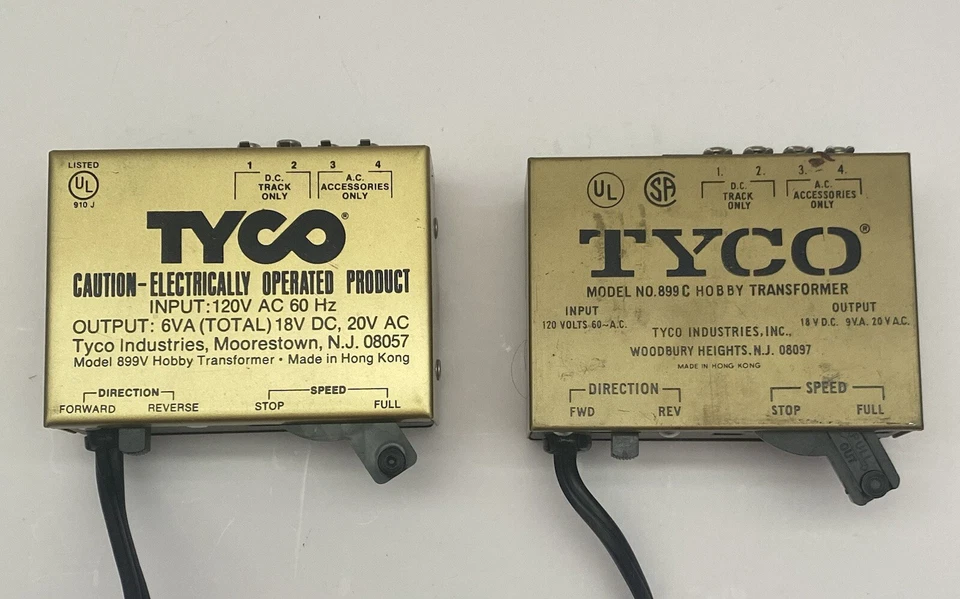 LISTED
UL
910 J
1 2 3 4
D.C. TRACK ONLY
A.C. ACCESSORIES ONLY
TYCO®
CAUTION-ELECTRICALLY OPERATED PRODUCT
INPUT:120V AC 60 Hz
OUTPUT: 6VA (TOTAL) 18V DC, 20V AC
Tyco Industries, Moorestown, N.J. 08057
Model 899V Hobby Transformer • Made in Hong Kong
DIRECTION SPEED
FORWARD REVERSE STOP FULL
UL SA
1. 2. 3. 4.
D.C. TRACK ONLY
A.C. ACCESSORIES ONLY
TYCO®
MODEL NO.899C HOBBY TRANSFORMER
INPUT
120 VOLTS 60~A.C.
OUTPUT
18 V D.C. 9V.A. 20 V A.C.
TYCO INDUSTRIES, INC.,
WOODBURY HEIGHTS. N.J. 08097
MADE IN HONG KONG
DIRECTION SPEED
FWD REV STOP FULL
PULL
OUT